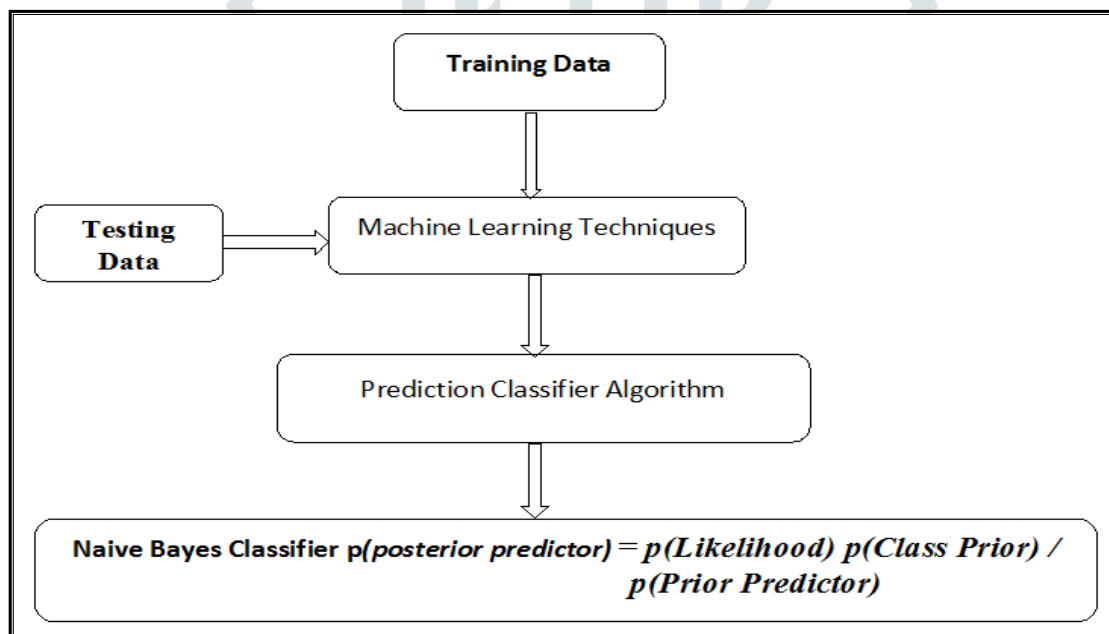 Training Data
Testing
Data
Machine Learning Techniques
Prediction Classifier Algorithm
Naive Bayes Classifier p(posterior predictor) = p(Likelihood) p(Class Prior) /
p(Prior Predictor)